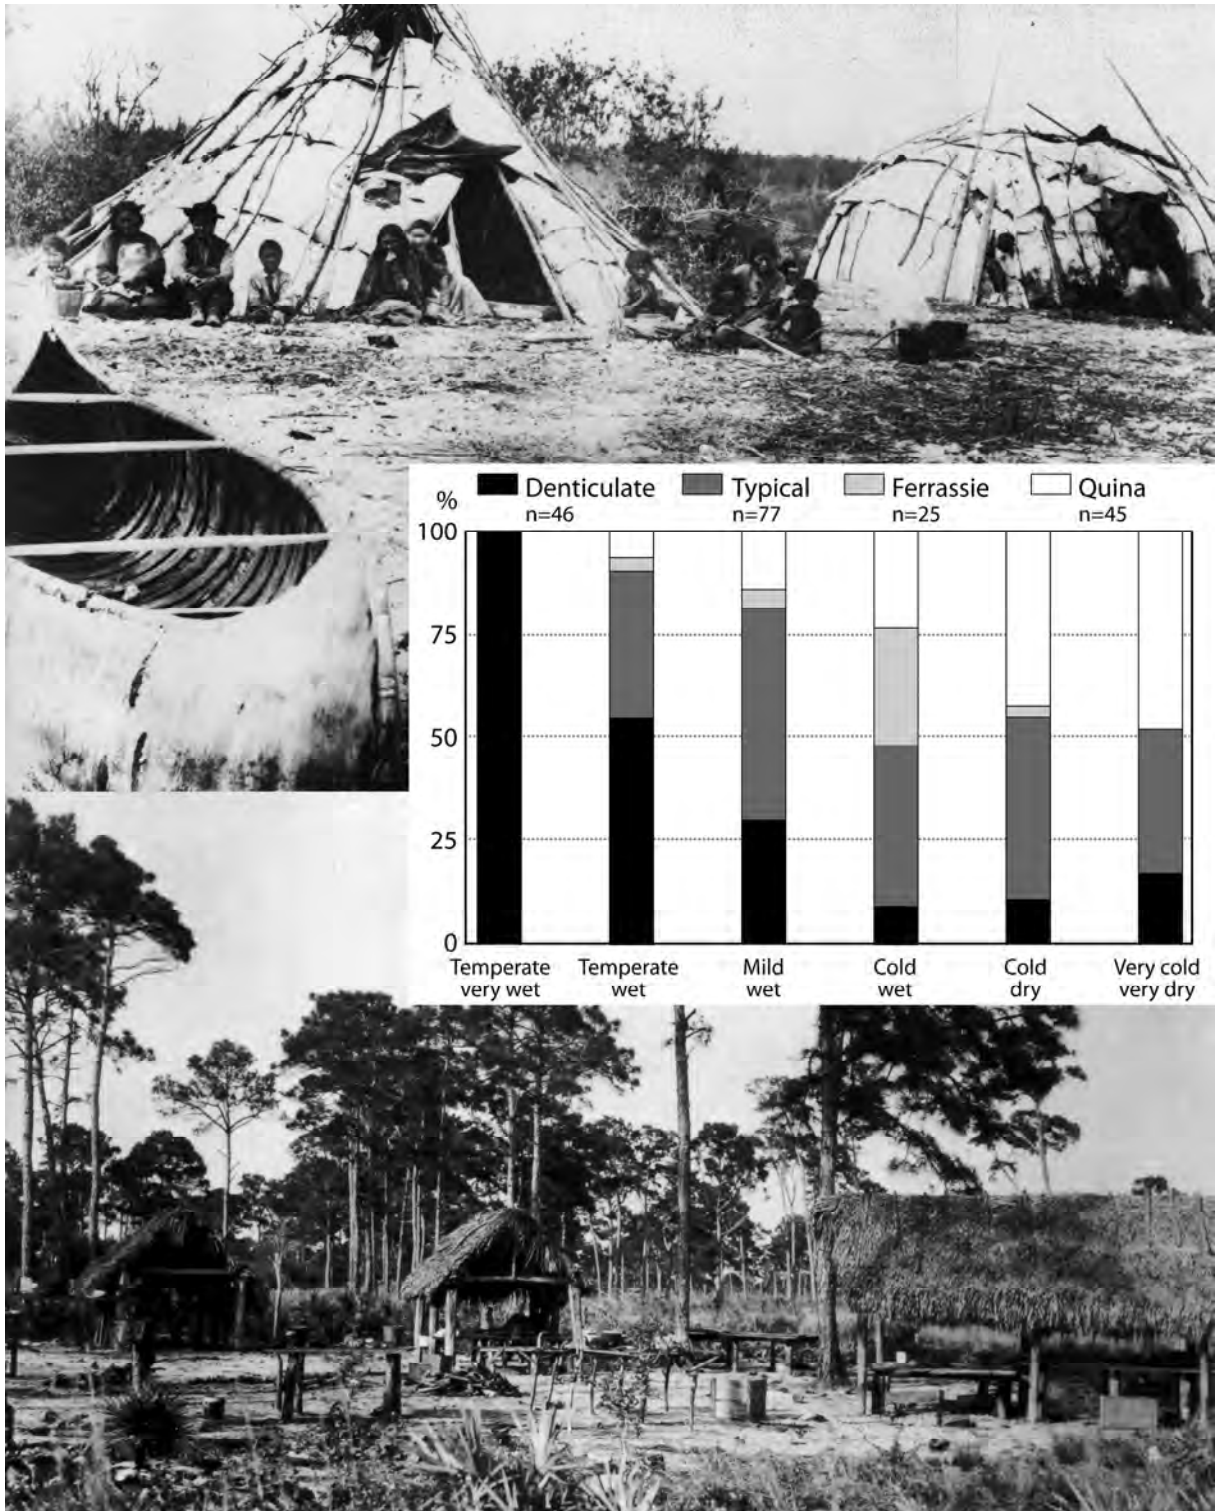 % Denticulate Typical Ferrassie Quina
n=46 n=77 n=25 n=45
100
75
50
25
0
Temperate very wet
Temperate wet
Mild wet
Cold wet
Cold dry
Very cold very dry